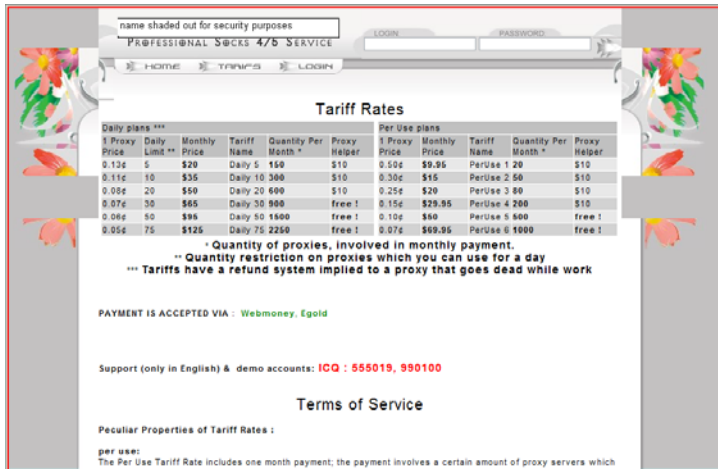 name shaded out for security purposes
PROFESSIONAL SOCKS 4/5 SERVICE
LOGIN PASSWORD
HOME TARIFS LOGIN
Tariff Rates
Daily plans *** Per Use plans
1 Proxy Price Daily Limit ** Monthly Price Tariff Name Quantity Per Month * Proxy Helper 1 Proxy Price Monthly Price Tariff Name Quantity Per Month * Proxy Helper
0.13¢ 5 $20 Daily 5 150 $10 0.50¢ $9.95 PerUse 1 20 $10
0.11¢ 10 $35 Daily 10 300 $10 0.30¢ $15 PerUse 2 50 $10
0.08¢ 20 $50 Daily 20 600 $10 0.25¢ $20 PerUse 3 80 $10
0.07¢ 30 $65 Daily 30 900 free ! 0.15¢ $29.95 PerUse 4 200 $10
0.06¢ 50 $95 Daily 50 1500 free ! 0.10¢ $50 PerUse 5 500 free !
0.05¢ 75 $125 Daily 75 2250 free ! 0.07¢ $69.95 PerUse 6 1000 free !
* Quantity of proxies, involved in monthly payment.
** Quantity restriction on proxies which you can use for a day
*** Tariffs have a refund system implied to a proxy that goes dead while work
PAYMENT IS ACCEPTED VIA : Webmoney, Egold
Support (only in English) & demo accounts: ICQ : 555019, 990100
Terms of Service
Peculiar Properties of Tariff Rates :
per use:
The Per Use Tariff Rate includes one month payment; the payment involves a certain amount of proxy servers which